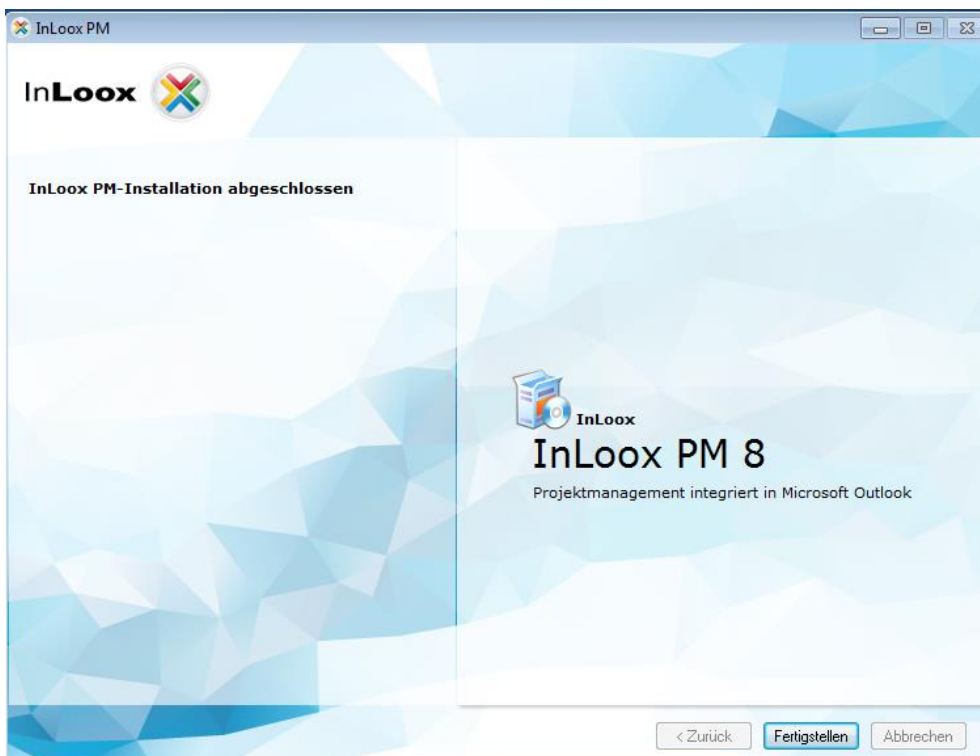 InLoox PM
InLoox
InLoox PM-Installation abgeschlossen
InLoox
InLoox PM 8
Projektmanagement integriert in Microsoft Outlook
< Zurück
Fertigstellen
Abbrechen